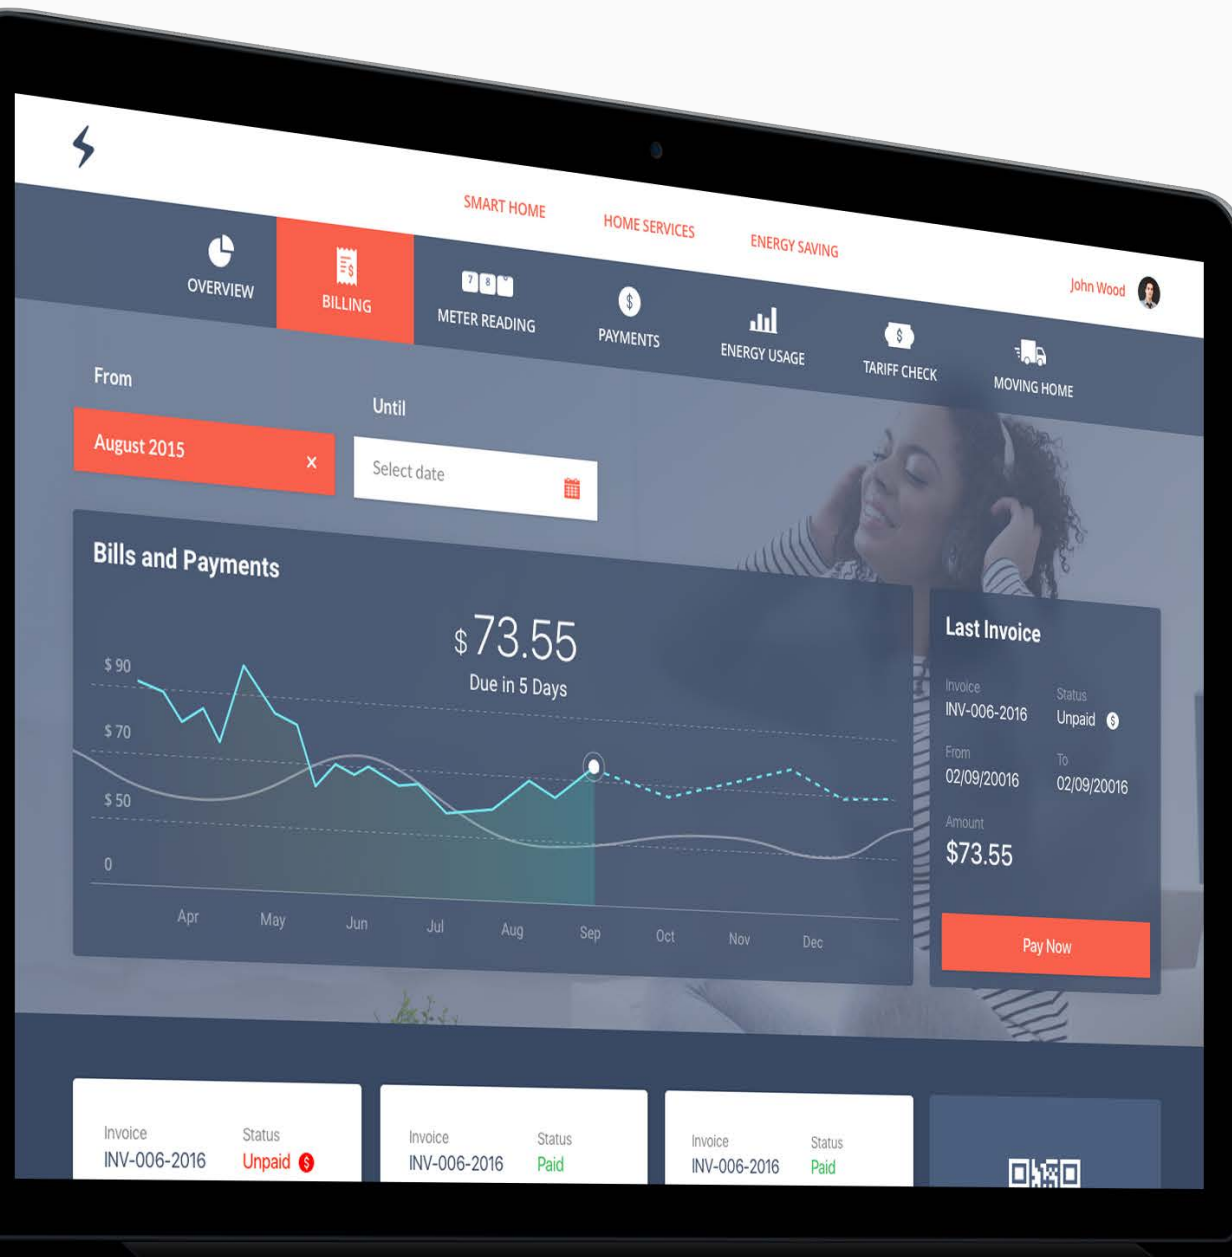 SMART HOME
HOME SERVICES
ENERGY SAVING
John Wood
OVERVIEW
BILLING
7 8
METER READING
PAYMENTS
ENERGY USAGE
TARIFF CHECK
MOVING HOME
From
August 2015
×
Until
Select date
Bills and Payments
$ 73.55
Due in 5 Days
$ 90
$ 70
$ 50
0
Apr May Jun Jul Aug Sep Oct Nov Dec
Last Invoice
Invoice Status
INV-006-2016 Unpaid $
From To
02/09/20016 02/09/20016
Amount
$73.55
Pay Now
Invoice Status
INV-006-2016 Unpaid $
Invoice Status
INV-006-2016 Paid
Invoice Status
INV-006-2016 Paid